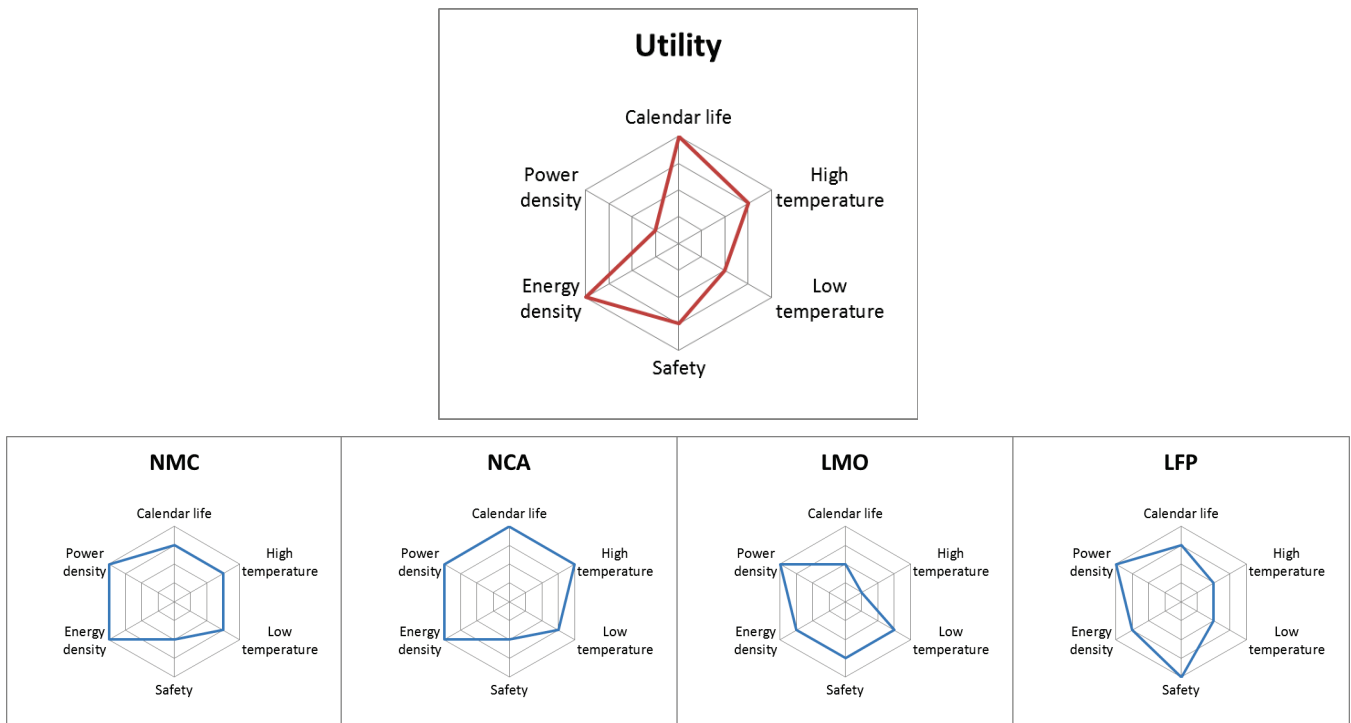 Utility
Calendar life
Power
density
High
temperature
Energy
density
Low
temperature
Safety
NMC
Calendar life
Power
density
High
temperature
Energy
density
Low
temperature
Safety
NCA
Calendar life
Power
density
High
temperature
Energy
density
Low
temperature
Safety
LMO
Calendar life
Power
density
High
temperature
Energy
density
Low
temperature
Safety
LFP
Calendar life
Power
density
High
temperature
Energy
density
Low
temperature
Safety